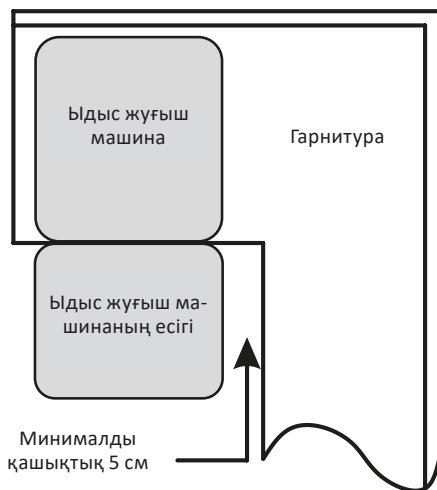 Ыдыс жуғыш
машина
Гарнитура
Ыдыс жуғыш ма-
шинаның есігі
Минималды
қашықтық 5 см